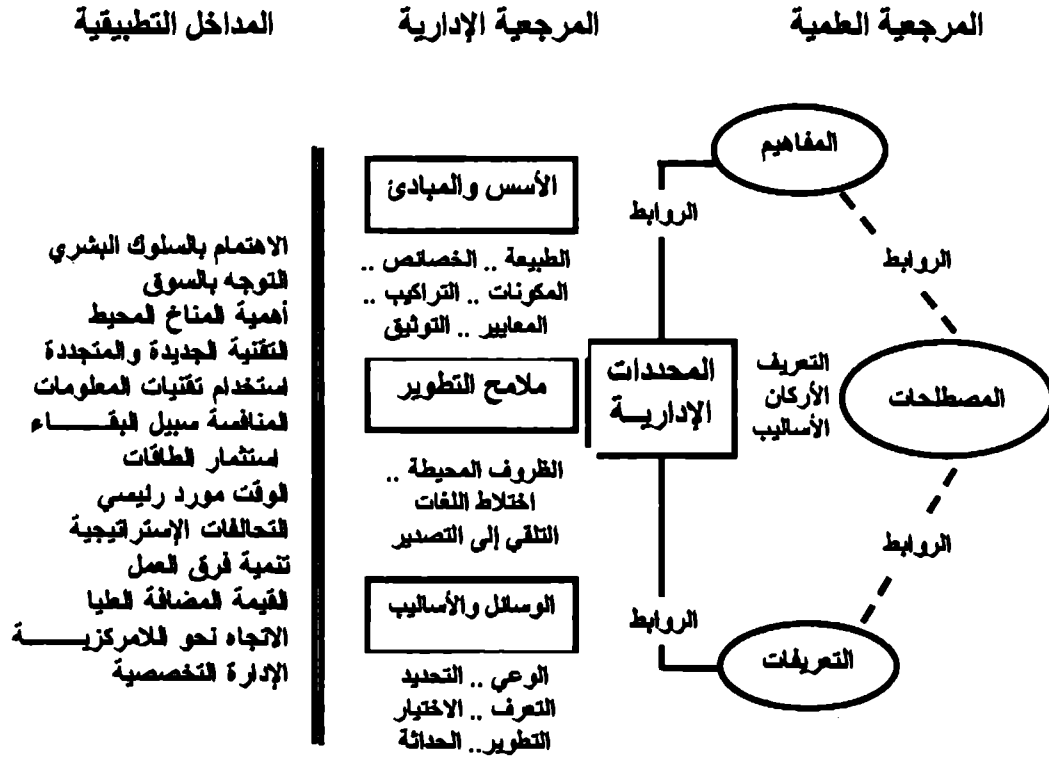 المرجعية العلمية
المرجعية الإدارية
المداخل التطبيقية
المفاهيم
الروابط
الروابط
المصطلحات
التعريف
الأركان
الأساليب
المحددات
الإداريــة
الروابط
الروابط
التعريفات
الأسس والمبادئ
الطبيعة .. الخصائص ..
المكونات .. التراكيب ..
المعايير .. التوثيق
ملامح التطوير
الظروف المحيطة ..
اختلاط اللغات
التلقي إلى التصدير
الوسائل والأساليب
الوعي .. التحديد
التعرف .. الاختيار
التطوير.. الحداثة
الاهتمام بالسلوك البشري
التوجه بالسوق
أهمية المناخ المحيط
التقنية الجديدة والمتجددة
استخدام تقنيات المعلومات
المنافسة سبيل البقـــــاء
استثمار الطاقات
الوقت مورد رئيسي
التحالفات الإستراتيجية
تنمية فرق العمل
القيمة المضافة العليا
الاتجاه نحو اللامركزيـــــة
الإدارة التخصصية